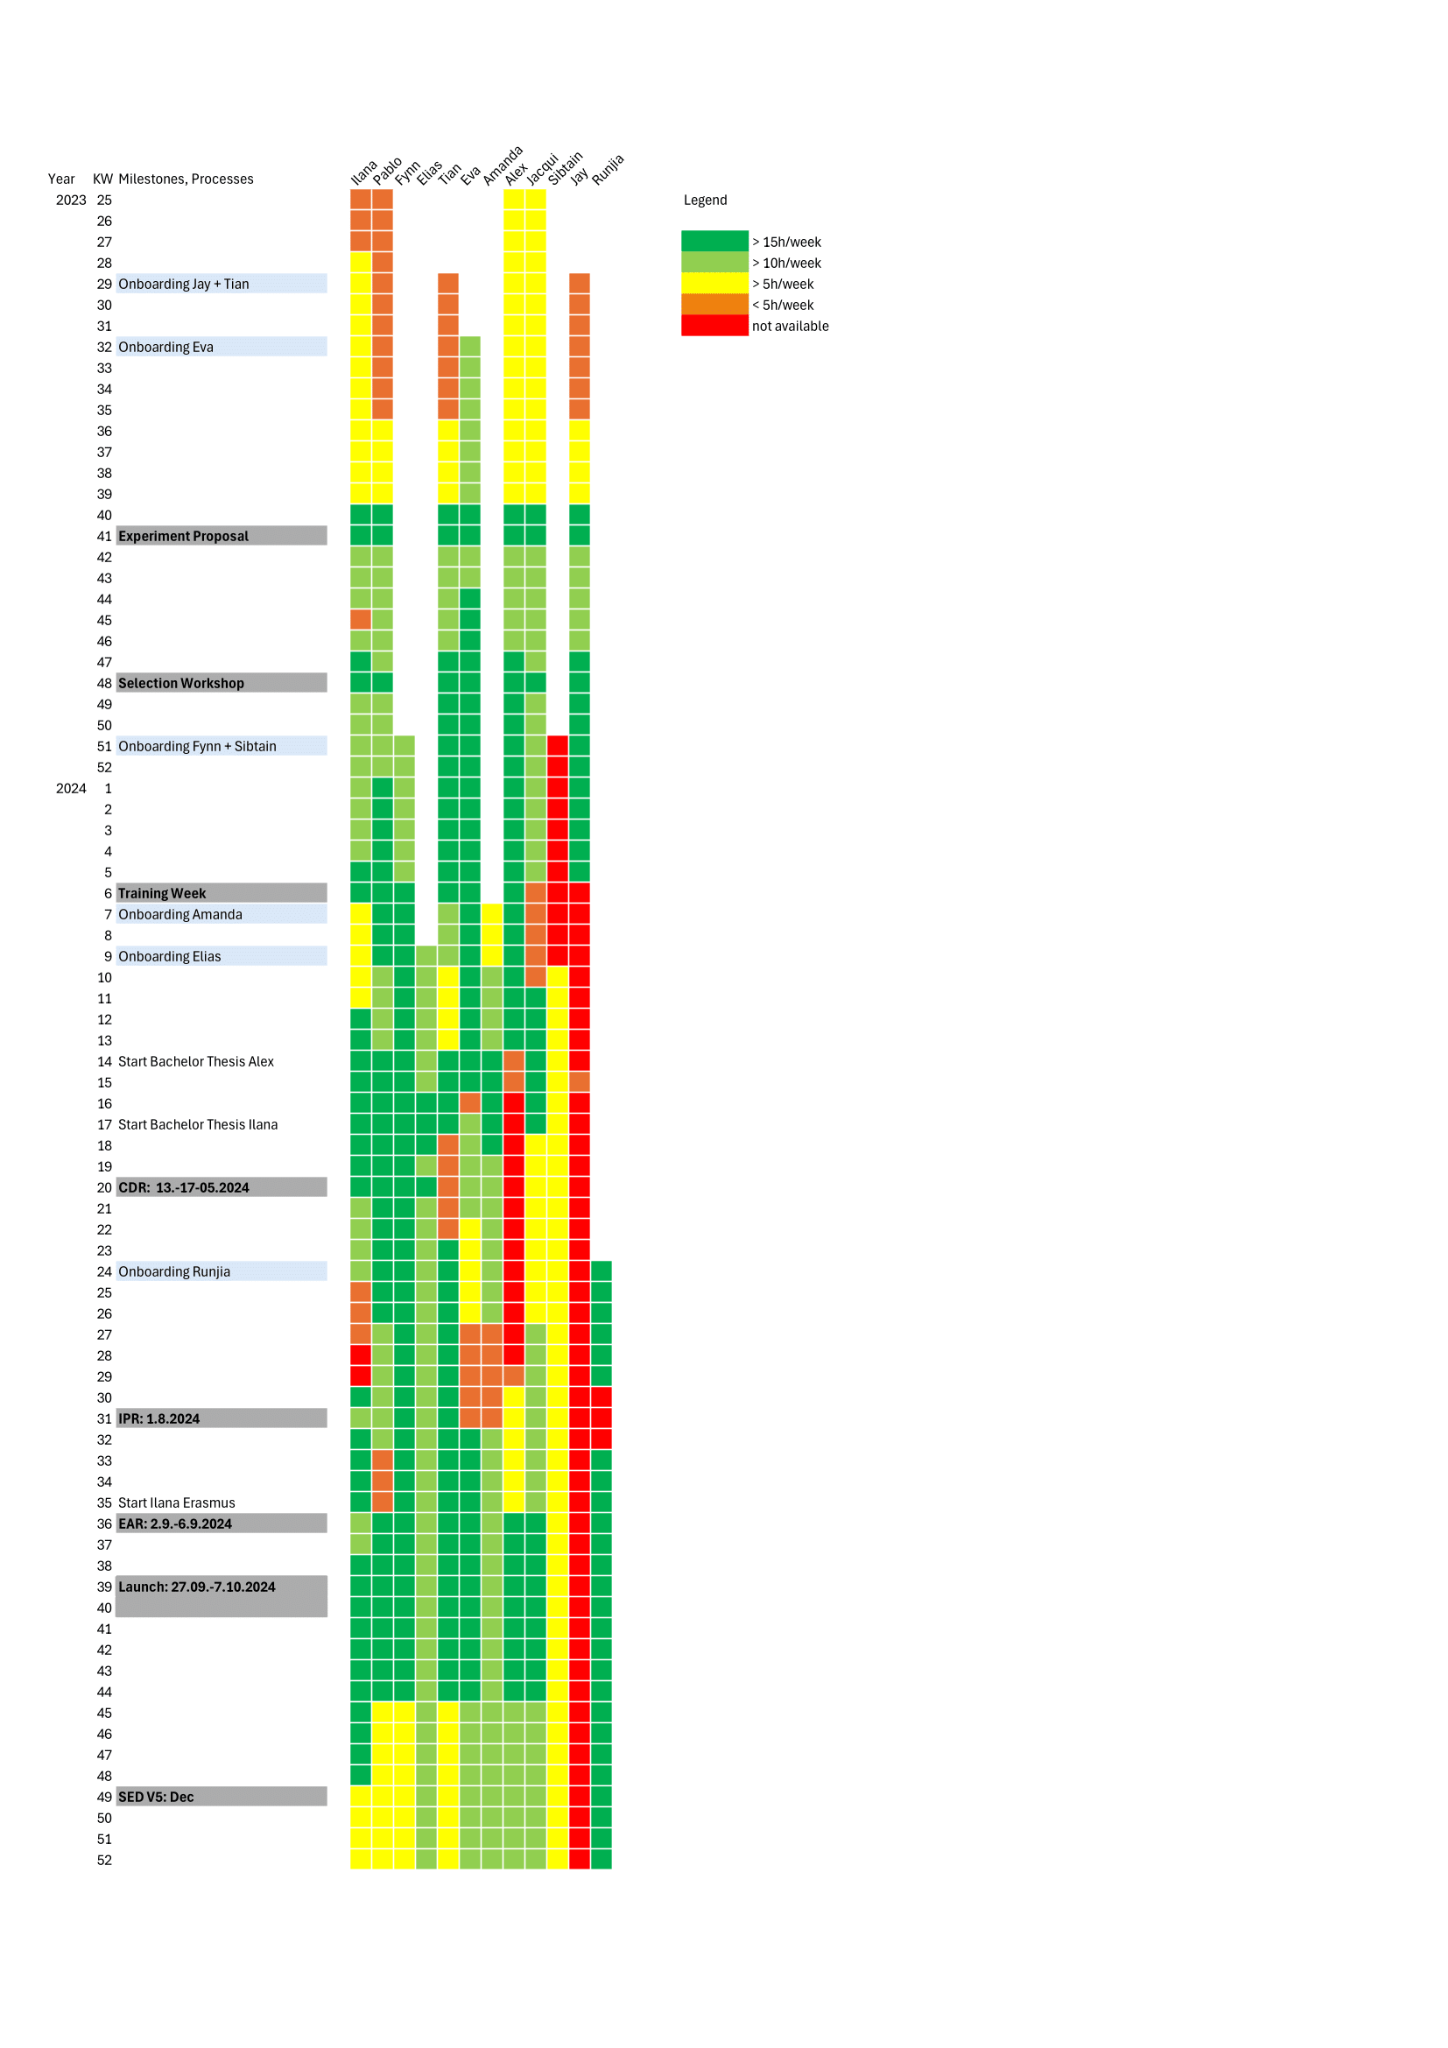 Year KW Milestones, Processes Ilana Pablo Fynn Elias Tian Eva Amanda Alex Jacqui Sibtain Jay Runjia
2023 25 Legend
26
27 > 15h/week
28 > 10h/week
29 Onboarding Jay + Tian > 5h/week
30 < 5h/week
31 not available
32 Onboarding Eva
33
34
35
36
37
38
39
40
41 Experiment Proposal
42
43
44
45
46
47
48 Selection Workshop
49
50
51 Onboarding Fynn + Sibtain
52
2024 1
2
3
4
5
6 Training Week
7 Onboarding Amanda
8
9 Onboarding Elias
10
11
12
13
14 Start Bachelor Thesis Alex
15
16
17 Start Bachelor Thesis Ilana
18
19
20 CDR: 13.-17-05.2024
21
22
23
24 Onboarding Runjia
25
26
27
28
29
30
31 IPR: 1.8.2024
32
33
34
35 Start Ilana Erasmus
36 EAR: 2.9.-6.9.2024
37
38
39 Launch: 27.09.-7.10.2024
40
41
42
43
44
45
46
47
48
49 SED V5: Dec
50
51
52